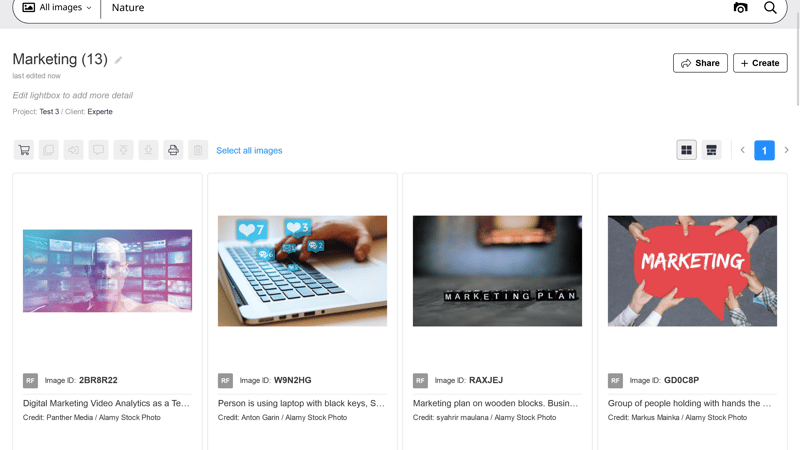 All images
Nature
Marketing (13)
last edited now
Share
Create
Edit lightbox to add more detail
Project: Test 3 / Client: Experte
Select all images
1
7
3
6
2
MARKETING PLAN
MARKETING
RF Image ID: 2BR8R22
RF Image ID: W9N2HG
RF Image ID: RAXJEJ
RF Image ID: GD0C8P
Digital Marketing Video Analytics as a Te...
Person is using laptop with black keys, S...
Marketing plan on wooden blocks. Busin...
Group of people holding with hands the ...
Credit: Panther Media / Alamy Stock Photo
Credit: Anton Garin / Alamy Stock Photo
Credit: syahrir maulana / Alamy Stock Photo
Credit: Markus Mainka / Alamy Stock Photo